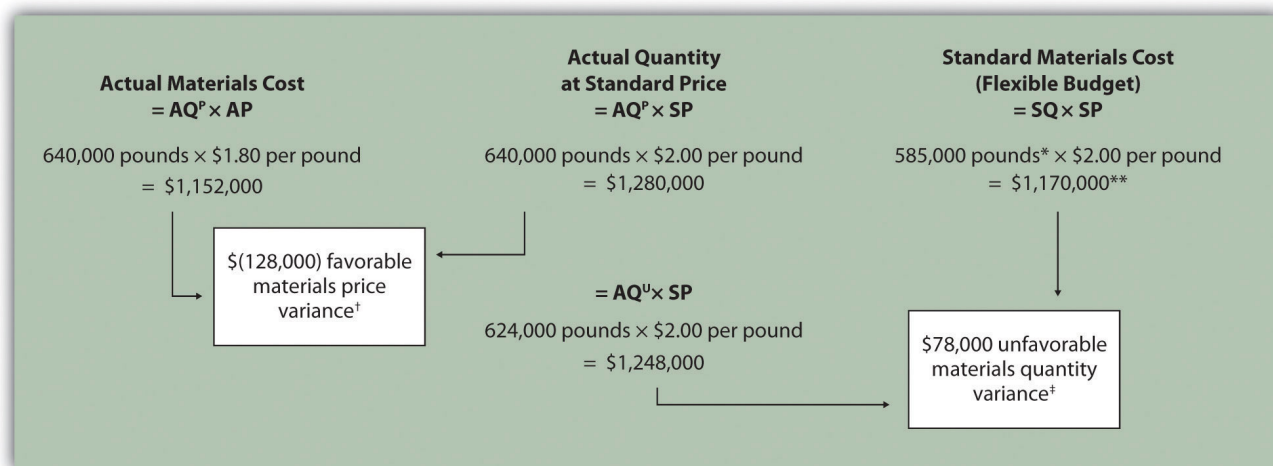 Actual Materials Cost
= AQᴾ × AP
640,000 pounds × $1.80 per pound
= $1,152,000
$(128,000) favorable
materials price
variance†
Actual Quantity
at Standard Price
= AQᴾ × SP
640,000 pounds × $2.00 per pound
= $1,280,000
= AQᵁ × SP
624,000 pounds × $2.00 per pound
= $1,248,000
Standard Materials Cost
(Flexible Budget)
= SQ × SP
585,000 pounds* × $2.00 per pound
= $1,170,000**
$78,000 unfavorable
materials quantity
variance‡